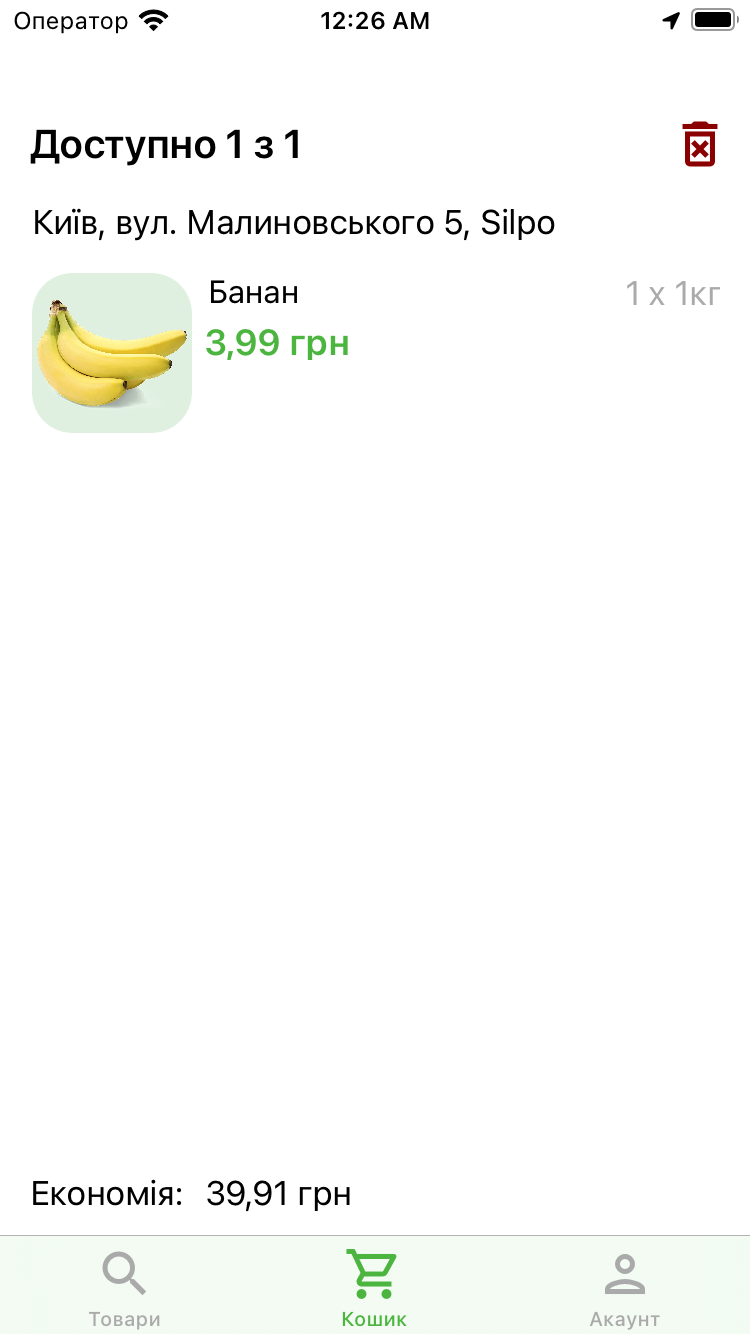 Оператор 12:26 AM
Доступно 1 з 1
Київ, вул. Малиновського 5, Silpo
Банан 1 x 1кг
3,99 грн
Економія: 39,91 грн
Товари Кошик Акаунт